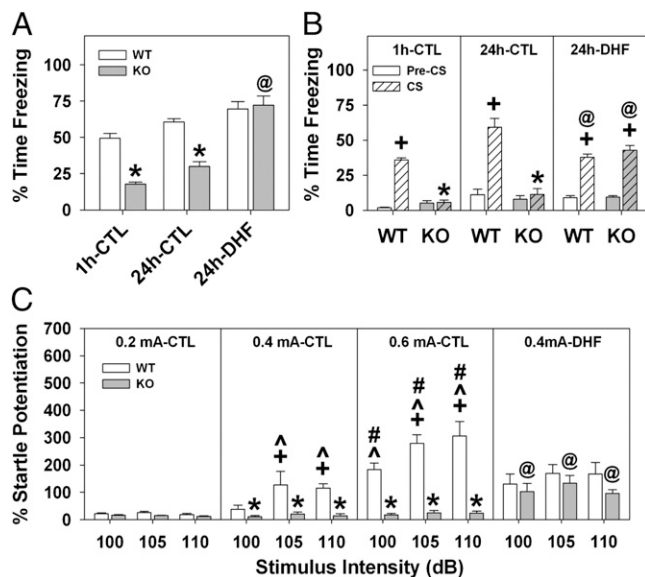 A
% Time Freezing
100
75
50
25
0
WT
KO
*
*
@
1h-CTL
24h-CTL
24h-DHF
B
1h-CTL 24h-CTL 24h-DHF
% Time Freezing
100
75
50
25
0
Pre-CS
CS
+
*
+
*
@
+
@
+
WT KO WT KO WT KO
C
0.2 mA-CTL 0.4 mA-CTL 0.6 mA-CTL 0.4mA-DHF
% Startle Potentiation
700
600
500
400
300
200
100
0
WT
KO
^ ^ # # #
+ + ^ ^ ^
+ +
* * * * * * @ @ @
100 105 110 100 105 110 100 105 110 100 105 110
Stimulus Intensity (dB)